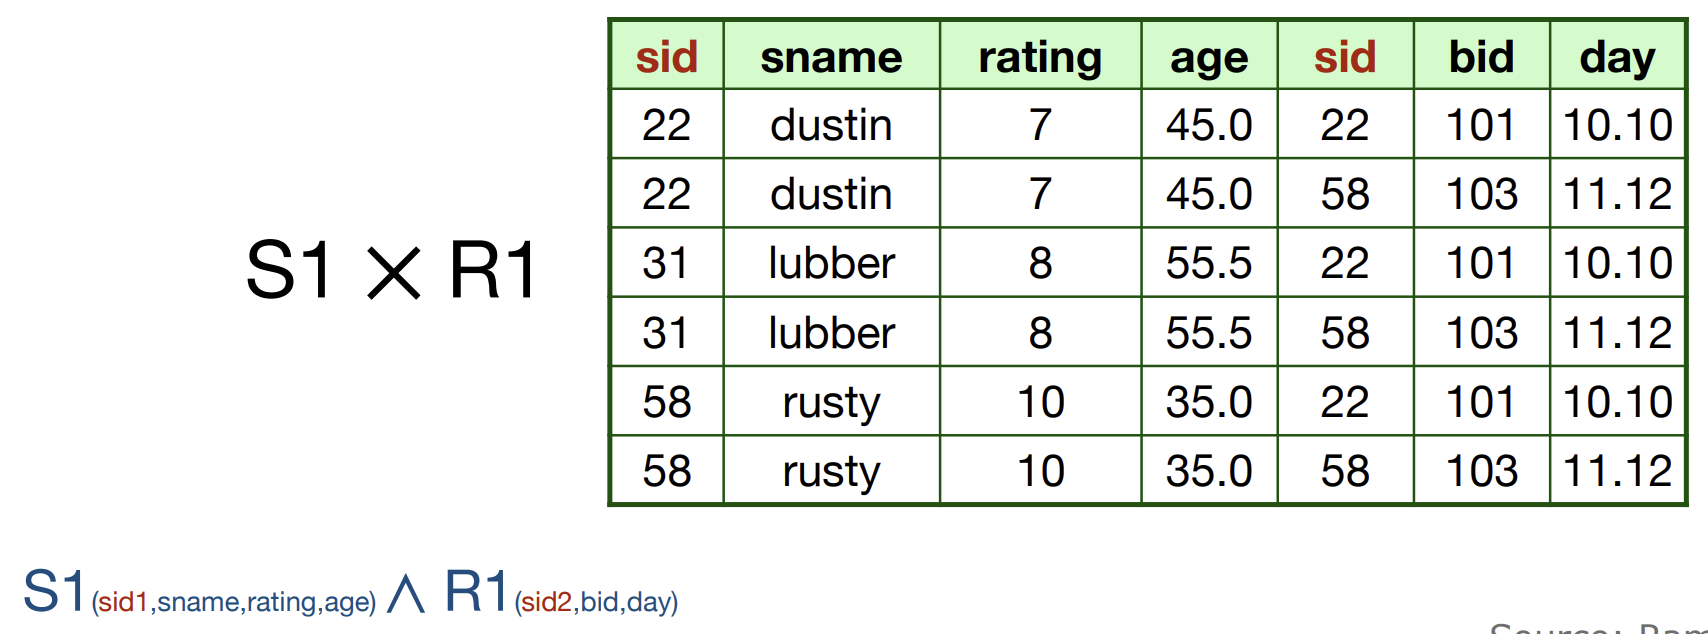 sid sname rating age sid bid day
22 dustin 7 45.0 22 101 10.10
22 dustin 7 45.0 58 103 11.12
S1 × R1
31 lubber 8 55.5 22 101 10.10
31 lubber 8 55.5 58 103 11.12
58 rusty 10 35.0 22 101 10.10
58 rusty 10 35.0 58 103 11.12
S1(sid1,sname,rating,age) ∧ R1(sid2,bid,day)